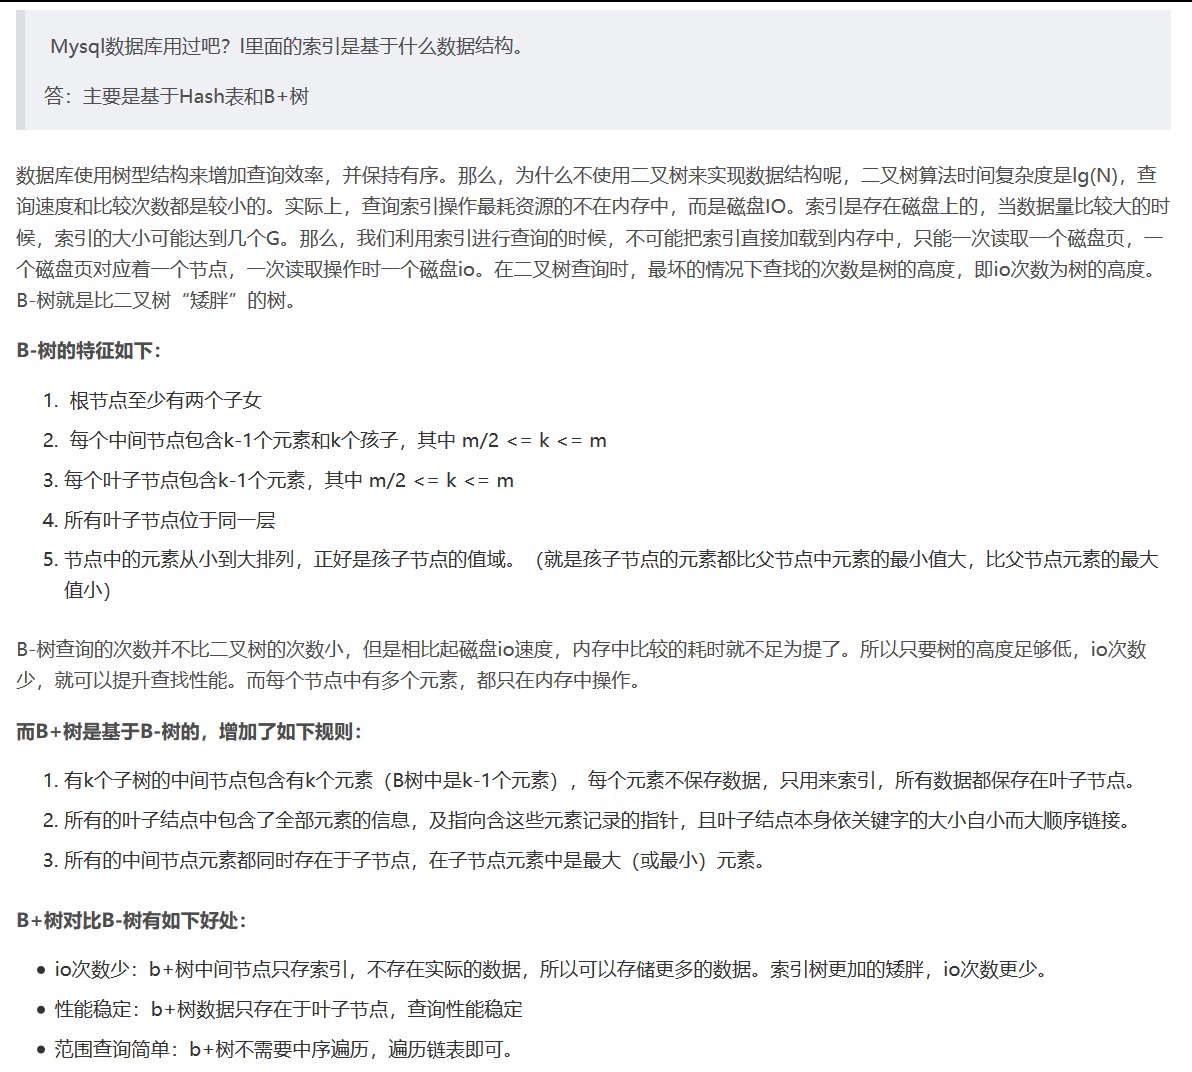 Mysql数据库用过吧？l里面的索引是基于什么数据结构。
答：主要是基于Hash表和B+树
数据库使用树型结构来增加查询效率，并保持有序。那么，为什么不使用二叉树来实现数据结构呢，二叉树算法时间复杂度是lg(N)，查
询速度和比较次数都是较小的。实际上，查询索引操作最耗资源的不在内存中，而是磁盘IO。索引是存在磁盘上的，当数据量比较大的时
候，索引的大小可能达到几个G。那么，我们利用索引进行查询的时候，不可能把索引直接加载到内存中，只能一次读取一个磁盘页，一
个磁盘页对应着一个节点，一次读取操作时一个磁盘io。在二叉树查询时，最坏的情况下查找的次数是树的高度，即io次数为树的高度。
B-树就是比二叉树“矮胖”的树。
B-树的特征如下：
1. 根节点至少有两个子女
2. 每个中间节点包含k-1个元素和k个孩子，其中 m/2 <= k <= m
3. 每个叶子节点包含k-1个元素，其中 m/2 <= k <= m
4. 所有叶子节点位于同一层
5. 节点中的元素从小到大排列，正好是孩子节点的值域。（就是孩子节点的元素都比父节点中元素的最小值大，比父节点元素的最大
值小）
B-树查询的次数并不比二叉树的次数小，但是相比起磁盘io速度，内存中比较的耗时就不足为提了。所以只要树的高度足够低，io次数
少，就可以提升查找性能。而每个节点中有多个元素，都只在内存中操作。
而B+树是基于B-树的，增加了如下规则：
1. 有k个子树的中间节点包含有k个元素（B树中是k-1个元素），每个元素不保存数据，只用来索引，所有数据都保存在叶子节点。
2. 所有的叶子结点中包含了全部元素的信息，及指向含这些元素记录的指针，且叶子结点本身依关键字的大小自小而大顺序链接。
3. 所有的中间节点元素都同时存在于子节点，在子节点元素中是最大（或最小）元素。
B+树对比B-树有如下好处：
• io次数少：b+树中间节点只存索引，不存在实际的数据，所以可以存储更多的数据。索引树更加的矮胖，io次数更少。
• 性能稳定：b+树数据只存在于叶子节点，查询性能稳定
• 范围查询简单：b+树不需要中序遍历，遍历链表即可。